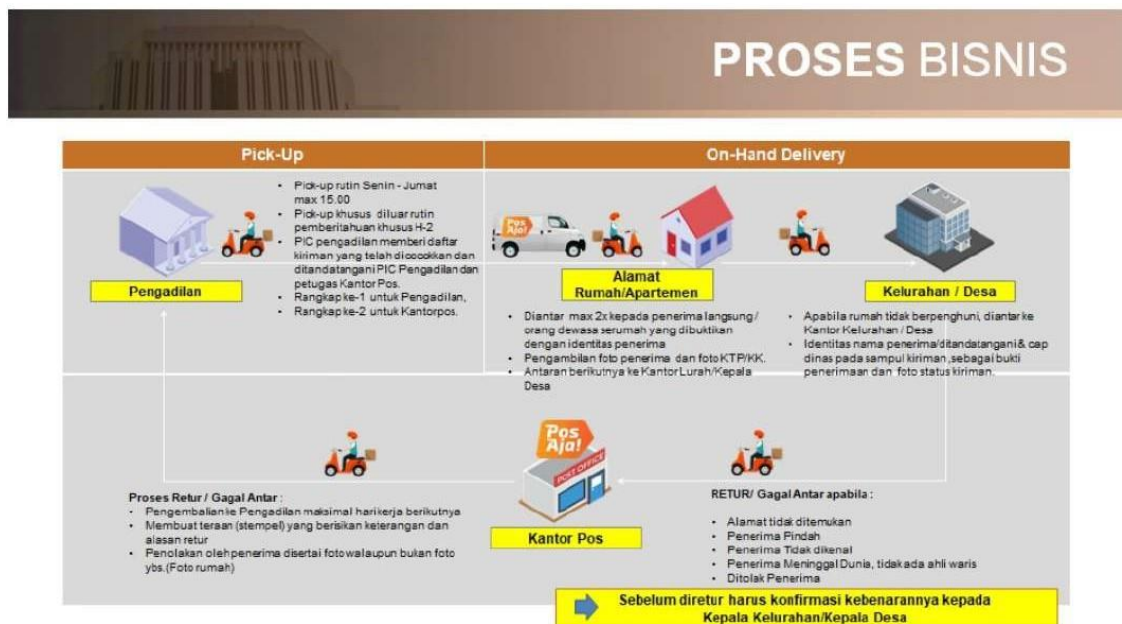 PROSES BISNIS
Pick-Up
On-Hand Delivery
Pengadilan
• Pick-up rutin Senin - Jumat
max 15.00
• Pick-up khusus diluar rutin
pemberitahuan khusus H-2
• PIC pengadilan memberi daftar
kiriman yang telah dicocokkan dan
ditandatangani PIC Pengadilan dan
petugas Kantor Pos.
• Rangkap ke-1 untuk Pengadilan,
• Rangkap ke-2 untuk Kantorpos.
Pos
Aja!
Alamat
Rumah/Apartemen
• Diantar max 2x kepada penerima langsung /
orang dewasa serumah yang dibuktikan
dengan identitas penerima
• Pengambilan foto penerima dan foto KTP/KK.
• Antaran berikutnya ke Kantor Lurah/Kepala
Desa
Kelurahan / Desa
• Apabila rumah tidak berpenghuni, diantar ke
Kantor Kelurahan / Desa
• Identitas nama penerima/ditandatangani & cap
dinas pada sampul kiriman ,sebagai bukti
penerimaan dan foto status kiriman.
Proses Retur / Gagal Antar :
• Pengembalian ke Pengadilan maksimal hari kerja berikutnya
• Membuat teraan (stempel) yang berisikan keterangan dan
alasan retur
• Penolakan oleh penerima disertai foto walaupun bukan foto
ybs.(Foto rumah)
Pos
Aja!
POST OFFICE
Kantor Pos
RETUR/ Gagal Antar apabila :
• Alamat tidak ditemukan
• Penerima Pindah
• Penerima Tidak dikenal
• Penerima Meninggal Dunia, tidak ada ahli waris
• Ditolak Penerima
Sebelum diretur harus konfirmasi kebenarannya kepada
Kepala Kelurahan/Kepala Desa